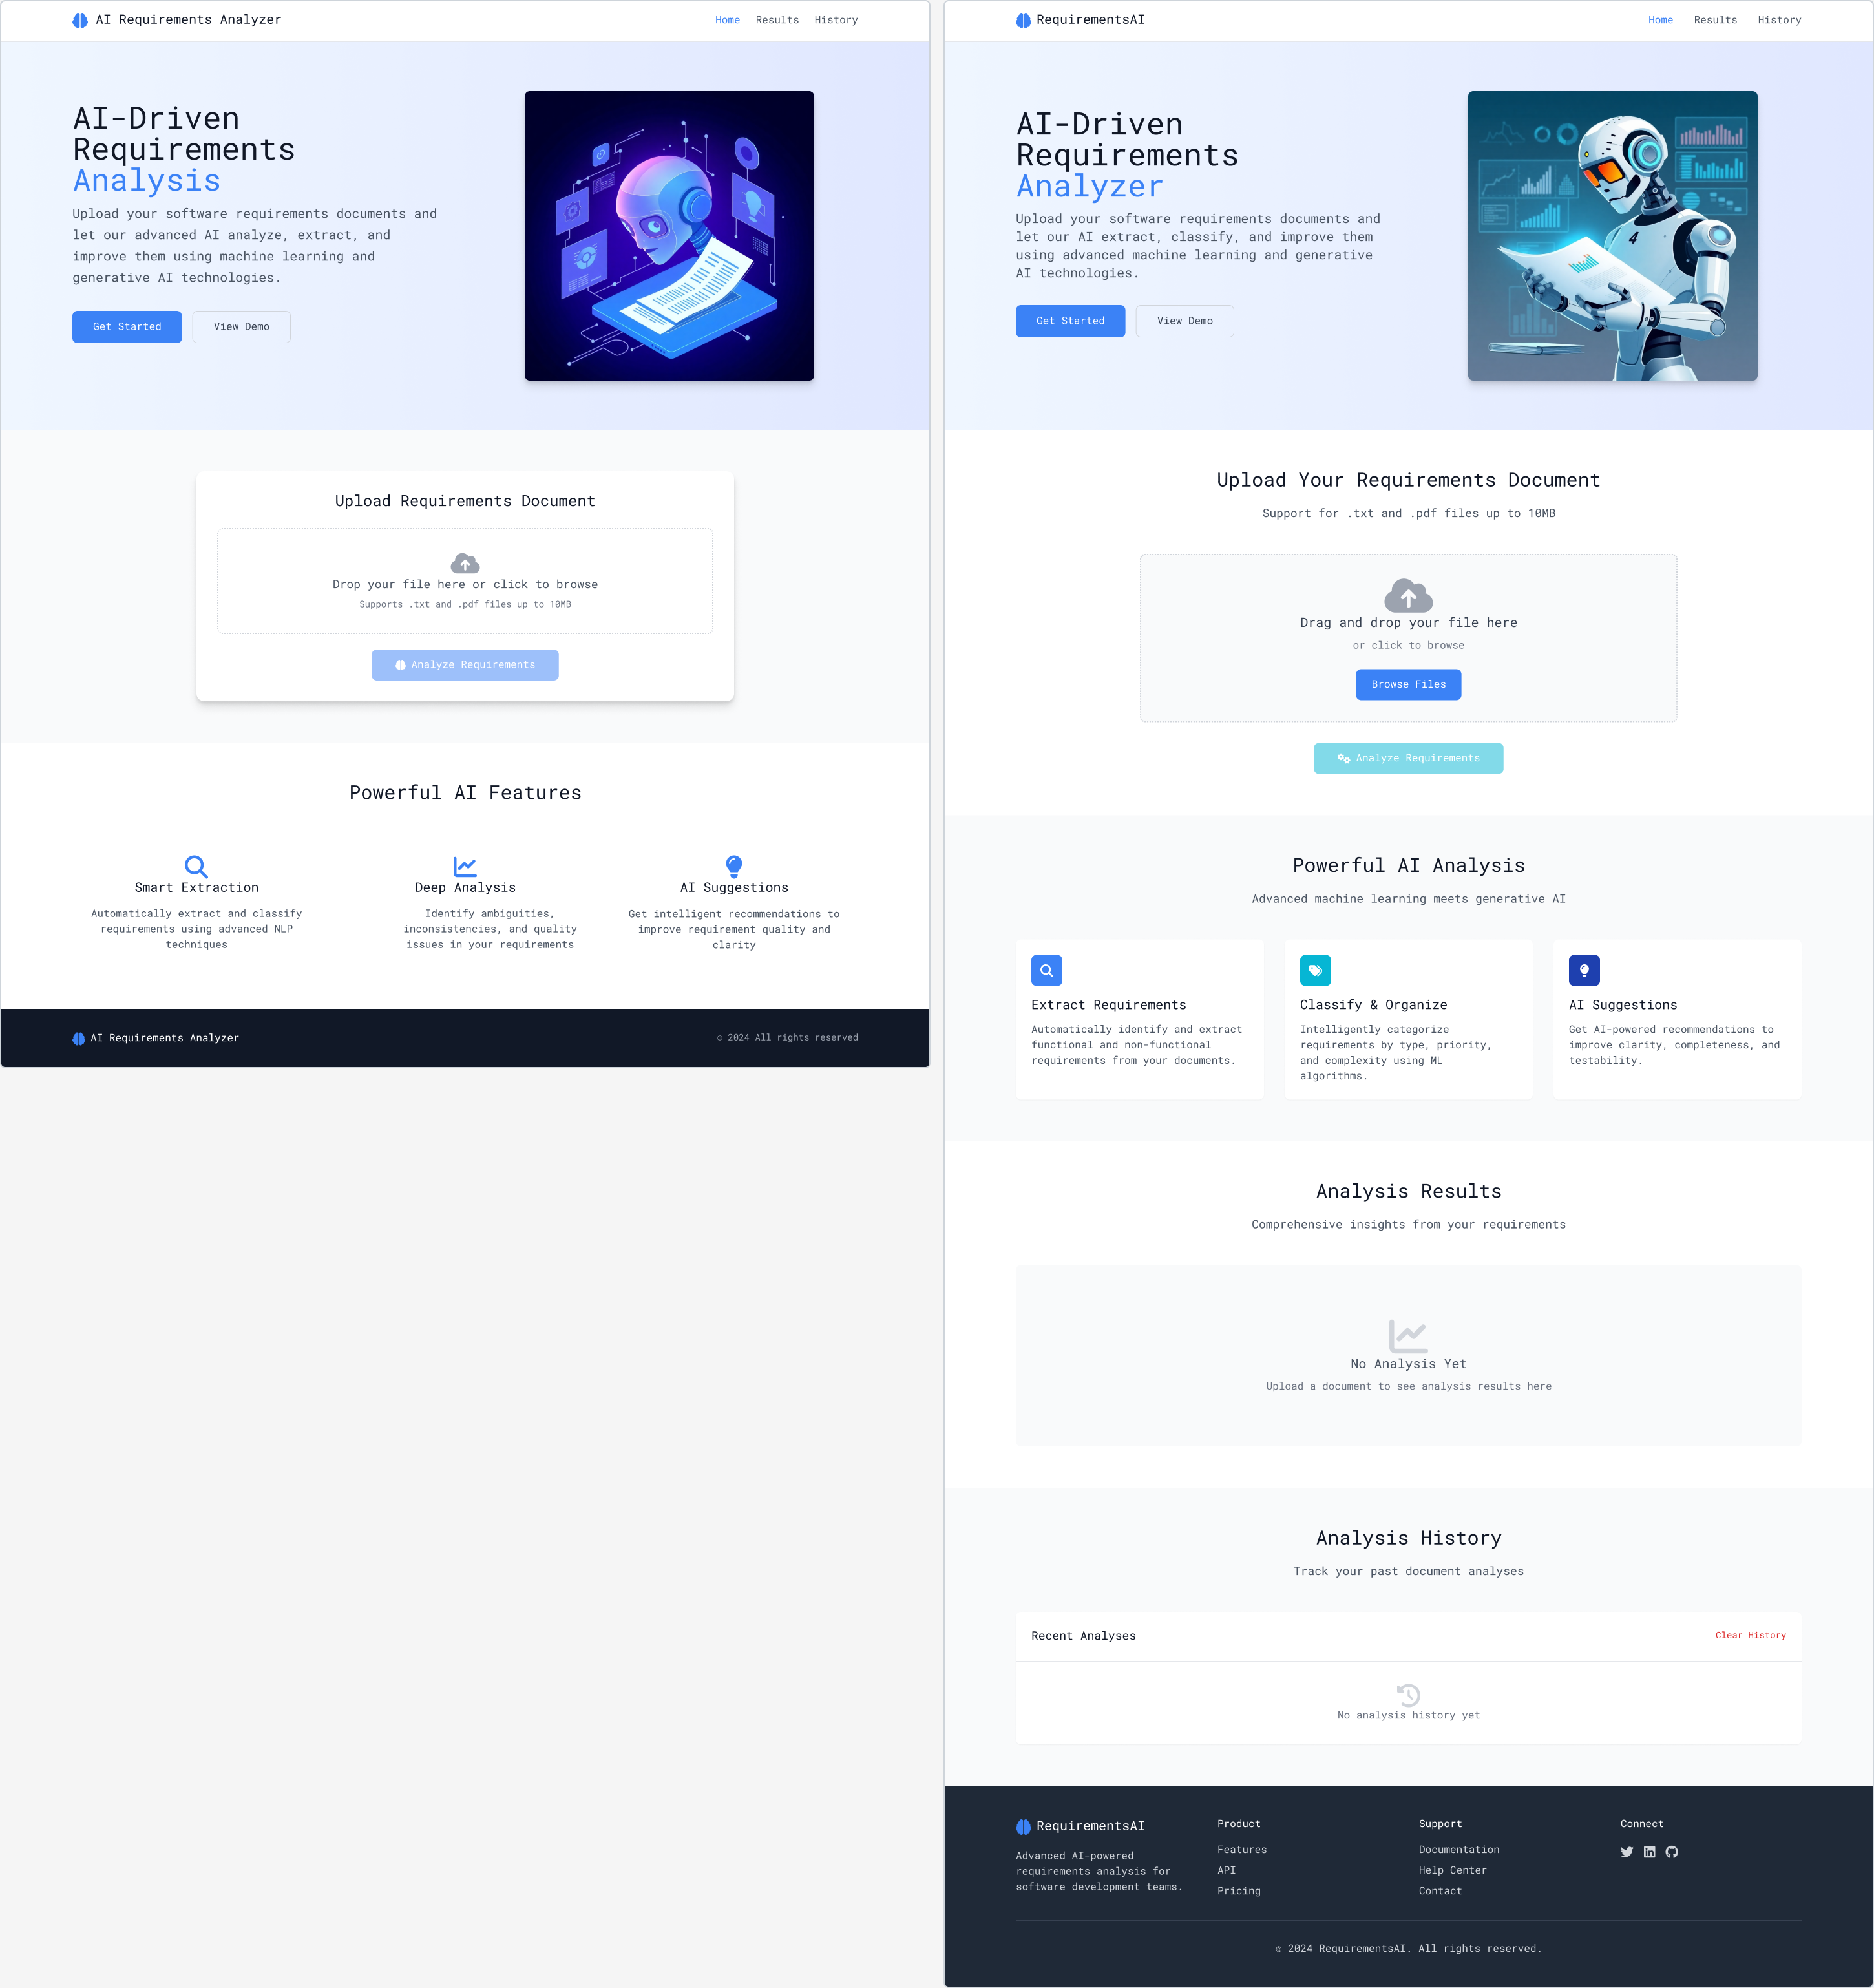 AI Requirements Analyzer
Home Results History
AI-Driven
Requirements
Analysis
Upload your software requirements documents and
let our advanced AI analyze, extract, and
improve them using machine learning and
generative AI technologies.
Get Started View Demo
Upload Requirements Document
Drop your file here or click to browse
Supports .txt and .pdf files up to 10MB
Analyze Requirements
Powerful AI Features
Smart Extraction
Automatically extract and classify
requirements using advanced NLP
techniques
Deep Analysis
Identify ambiguities,
inconsistencies, and quality
issues in your requirements
AI Suggestions
Get intelligent recommendations to
improve requirement quality and
clarity
AI Requirements Analyzer
© 2024 All rights reserved
RequirementsAI
Home Results History
AI-Driven
Requirements
Analyzer
Upload your software requirements documents and
let our AI extract, classify, and improve them
using advanced machine learning and generative
AI technologies.
Get Started View Demo
4
Upload Your Requirements Document
Support for .txt and .pdf files up to 10MB
Drag and drop your file here
or click to browse
Browse Files
Analyze Requirements
Powerful AI Analysis
Advanced machine learning meets generative AI
Extract Requirements
Automatically identify and extract
functional and non-functional
requirements from your documents.
Classify & Organize
Intelligently categorize
requirements by type, priority,
and complexity using ML
algorithms.
AI Suggestions
Get AI-powered recommendations to
improve clarity, completeness, and
testability.
Analysis Results
Comprehensive insights from your requirements
No Analysis Yet
Upload a document to see analysis results here
Analysis History
Track your past document analyses
Recent Analyses
Clear History
No analysis history yet
RequirementsAI
Advanced AI-powered
requirements analysis for
software development teams.
Product
Features
API
Pricing
Support
Documentation
Help Center
Contact
Connect
© 2024 RequirementsAI. All rights reserved.